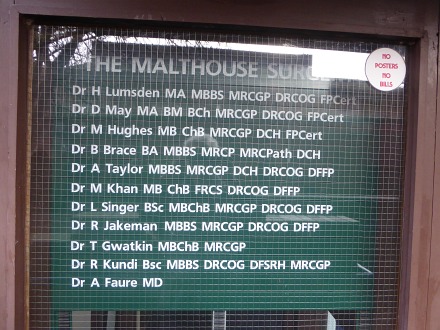 THE MALTHOUSE
NO
POSTERS
NO
BILLS
Dr H Lumsden MA MBBS MRCGP DRCOG FPCert
Dr D May MA BM BCh MRCGP DRCOG FPCert
Dr M Hughes MB ChB MRCGP DCH FPCert
Dr B Brace BA MBBS MRCP MRCPath DCH
Dr A Taylor MBBS MRCGP DCH DRCOG DFFP
Dr M Khan MB ChB FRCS DRCOG DFFP
Dr L Singer BSc MBChB MRCGP DRCOG DFFP
Dr R Jakeman MBBS MRCGP DRCOG DFFP
Dr T Gwatkin MBChB MRCGP
Dr R Kundi Bsc MBBS DRCOG DFSRH MRCGP
Dr A Faure MD